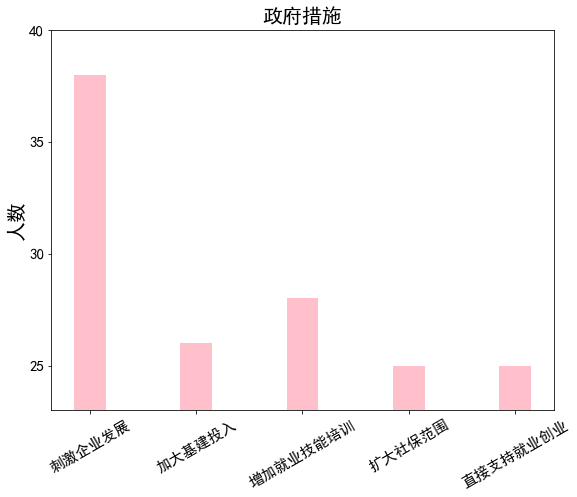 政府措施
人数
40
35
30
25
刺激企业发展
加大基建投入
增加就业技能培训
扩大社保范围
直接支持就业创业